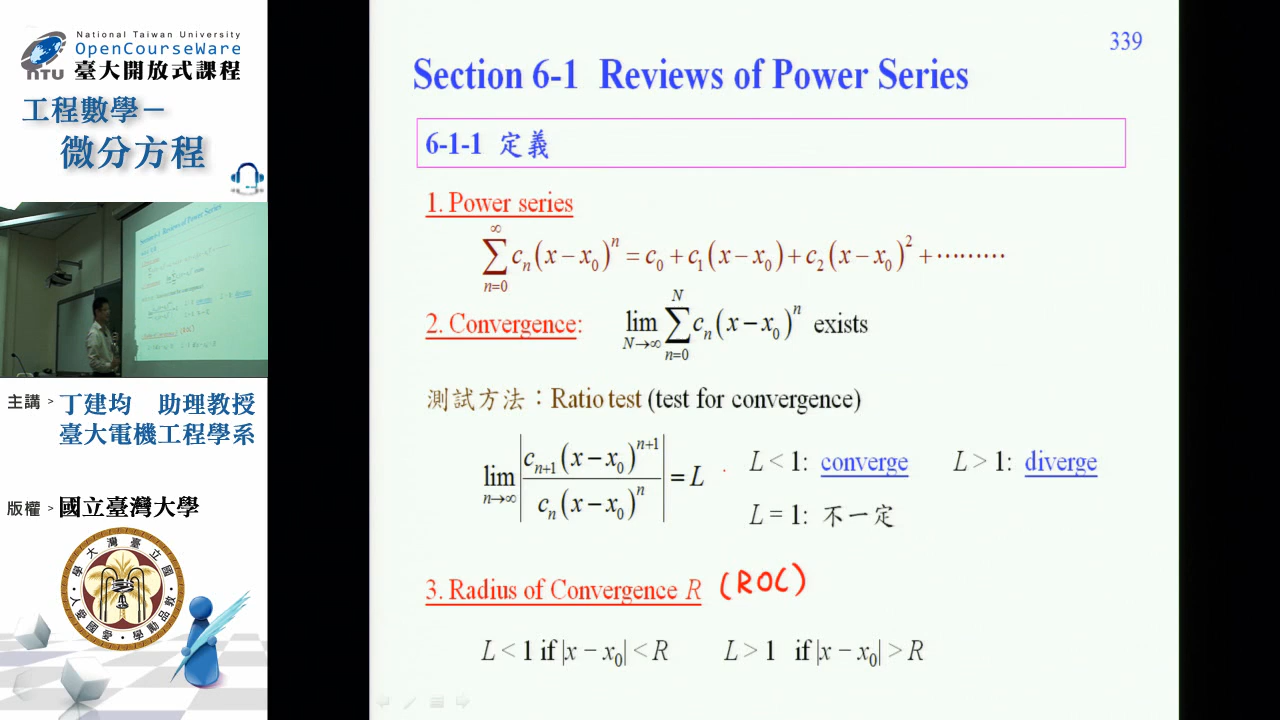 National Taiwan University
OpenCourseWare
NTU 臺大開放式課程
工程數學－
微分方程
主講 > 丁建均 助理教授
臺大電機工程學系
版權 > 國立臺灣大學
339
Section 6-1 Reviews of Power Series
6-1-1 定義
1. Power series
∑_{n=0}^{∞} c_n(x − x_0)^n = c_0 + c_1(x − x_0) + c_2(x − x_0)^2 + ⋯⋯⋯
2. Convergence: lim_{N→∞} ∑_{n=0}^{N} c_n(x − x_0)^n exists
測試方法：Ratio test (test for convergence)
lim_{n→∞} |c_{n+1}(x − x_0)^{n+1} / c_n(x − x_0)^n| = L
L < 1: converge L > 1: diverge
L = 1: 不一定
3. Radius of Convergence R (ROC)
L < 1 if |x − x_0| < R L > 1 if |x − x_0| > R